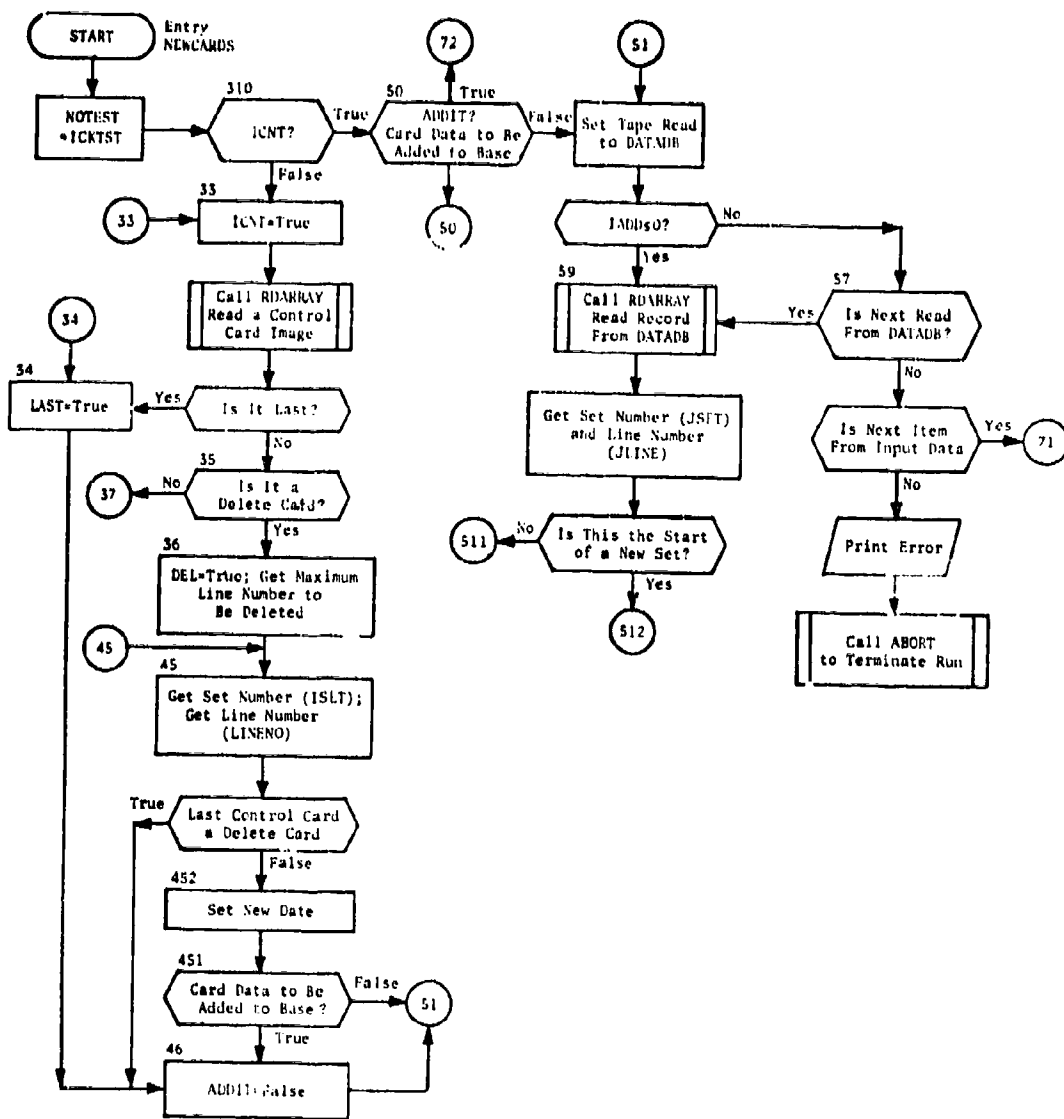 START
Entry
NEWCARDS
NOTEST
=ICKTST
310
ICNT?
True
False
50
ADDIT?
Card Data to Be
Added to Base
72
True
False
50
51
Set Tape Read
to DATADB
IADD≤0?
No
Yes
33
33
ICNT=True
Call RDARRAY
Read a Control
Card Image
34
34
LAST=True
Yes
Is It Last?
No
35
37
No
Is It a
Delete Card?
Yes
36
DEL=True; Get Maximum
Line Number to
Be Deleted
45
45
Get Set Number
Get Line Number
(LINENO)
True
Last Control Card
a Delete Card
False
452
Set New Date
451
Card Data to Be
Added to Base?
False
51
True
46
ADDIT=False
59
Call RDARRAY
Read Record
From DATADB
57
Yes
Is Next Read
From DATADB?
No
Get Set Number
and Line Number
(JLINE)
Is Next Item
From Input Data
Yes
71
No
511
No
Is This the Start
of a New Set?
Yes
512
Print Error
Call ABORT
to Terminate Run